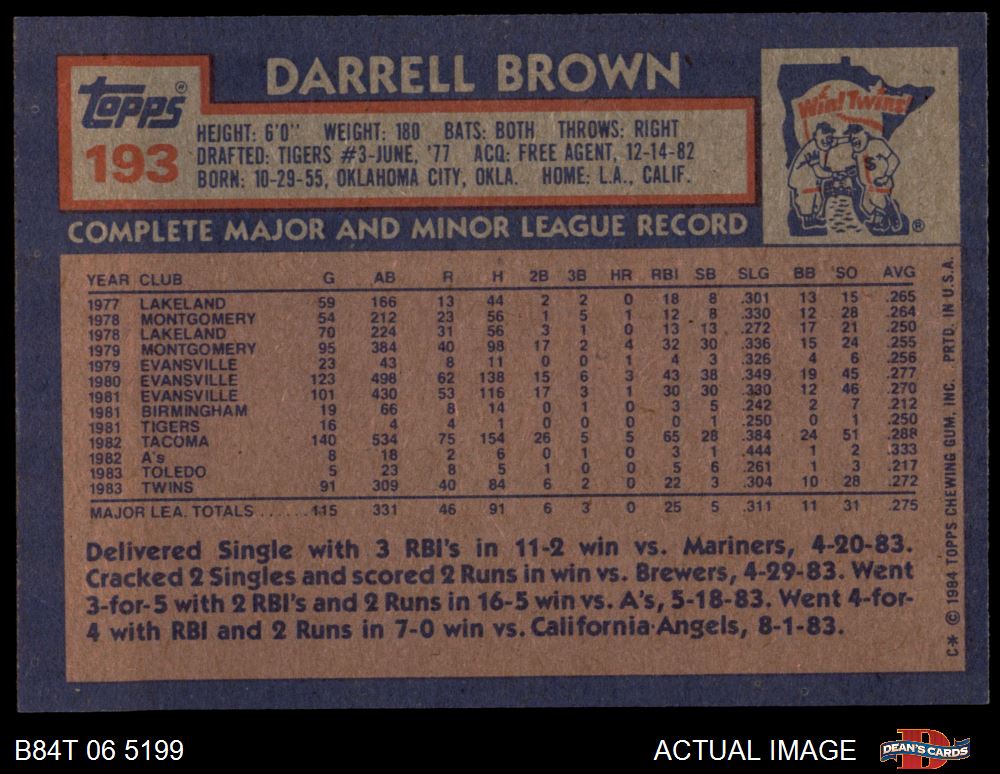 DARRELL BROWN
Topps®
193
HEIGHT: 6'0" WEIGHT: 180 BATS: BOTH THROWS: RIGHT
DRAFTED: TIGERS #3-JUNE, '77 ACQ: FREE AGENT, 12-14-82
BORN: 10-29-55, OKLAHOMA CITY, OKLA. HOME: L.A., CALIF.
Win! Twins!
S
®
COMPLETE MAJOR AND MINOR LEAGUE RECORD
YEAR CLUB G AB R H 2B 3B HR RBI SB SLG BB SO AVG
1977 LAKELAND 59 166 13 44 2 2 0 18 8 .301 13 15 .265
1978 MONTGOMERY 54 212 23 56 1 5 1 12 8 .330 12 28 .264
1978 LAKELAND 70 224 31 56 3 1 0 13 13 .272 17 21 .250
1979 MONTGOMERY 95 384 40 98 17 2 4 32 30 .336 15 24 .255
1979 EVANSVILLE 23 43 8 11 0 0 1 4 3 .326 4 6 .256
1980 EVANSVILLE 123 498 62 138 15 6 3 43 38 .349 19 45 .277
1981 EVANSVILLE 101 430 53 116 17 3 1 30 30 .330 12 46 .270
1981 BIRMINGHAM 19 66 8 14 0 1 0 3 5 .242 2 7 .212
1981 TIGERS 16 4 4 1 0 0 0 0 1 .250 0 1 .250
1982 TACOMA 140 534 75 154 26 5 5 65 28 .384 24 51 .288
1982 A's 8 18 2 6 0 1 0 3 1 .444 1 2 .333
1983 TOLEDO 5 23 8 5 1 0 0 5 6 .261 1 3 .217
1983 TWINS 91 309 40 84 6 2 0 22 3 .304 10 28 .272
MAJOR LEA. TOTALS ......115 331 46 91 6 3 0 25 5 .311 11 31 .275
Delivered Single with 3 RBI's in 11-2 win vs. Mariners, 4-20-83.
Cracked 2 Singles and scored 2 Runs in win vs. Brewers, 4-29-83. Went
3-for-5 with 2 RBI's and 2 Runs in 16-5 win vs. A's, 5-18-83. Went 4-for-
4 with RBI and 2 Runs in 7-0 win vs. California Angels, 8-1-83.
C* © 1984 TOPPS CHEWING GUM, INC. PRTD. IN U.S.A.
B84T 06 5199
ACTUAL IMAGE
DEAN'S CARDS